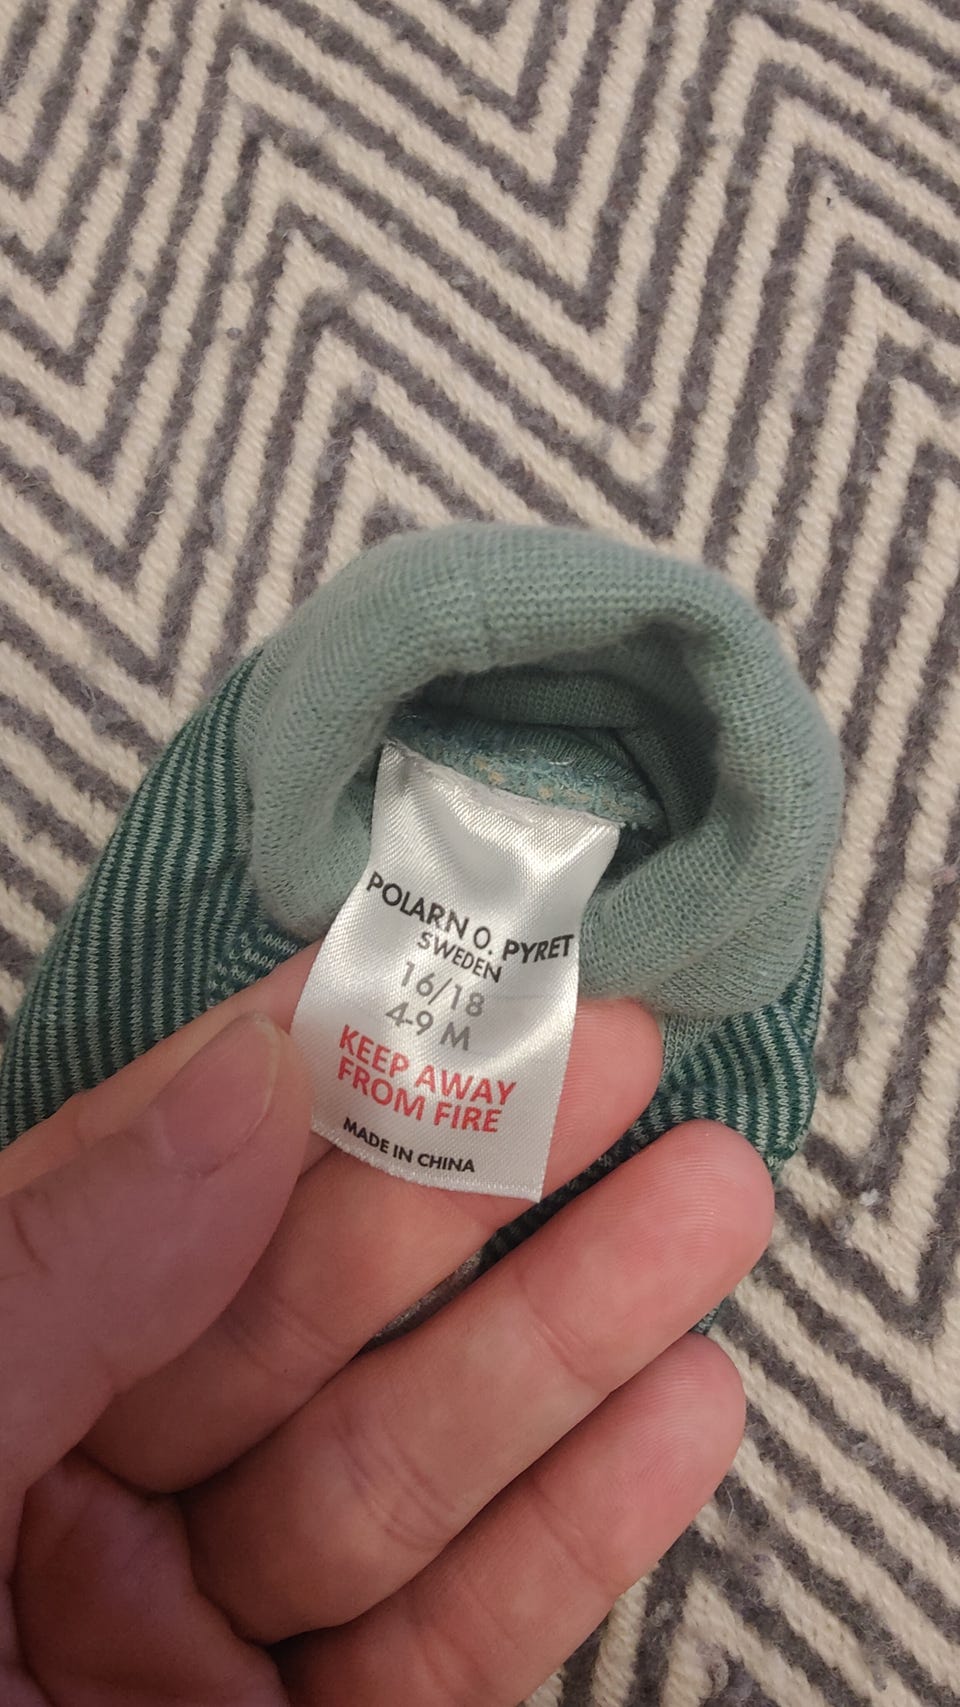 POLARN O. PYRET
SWEDEN
16/18
4-9 M
KEEP AWAY
FROM FIRE
MADE IN CHINA